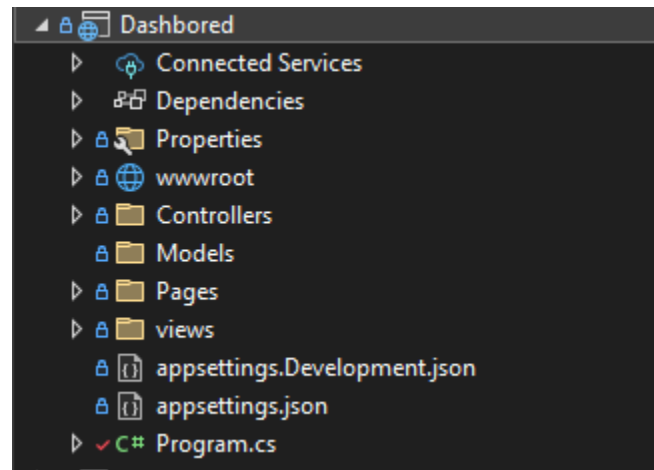 Dashbored
Connected Services
Dependencies
Properties
wwwroot
Controllers
Models
Pages
views
appsettings.Development.json
appsettings.json
C# Program.cs